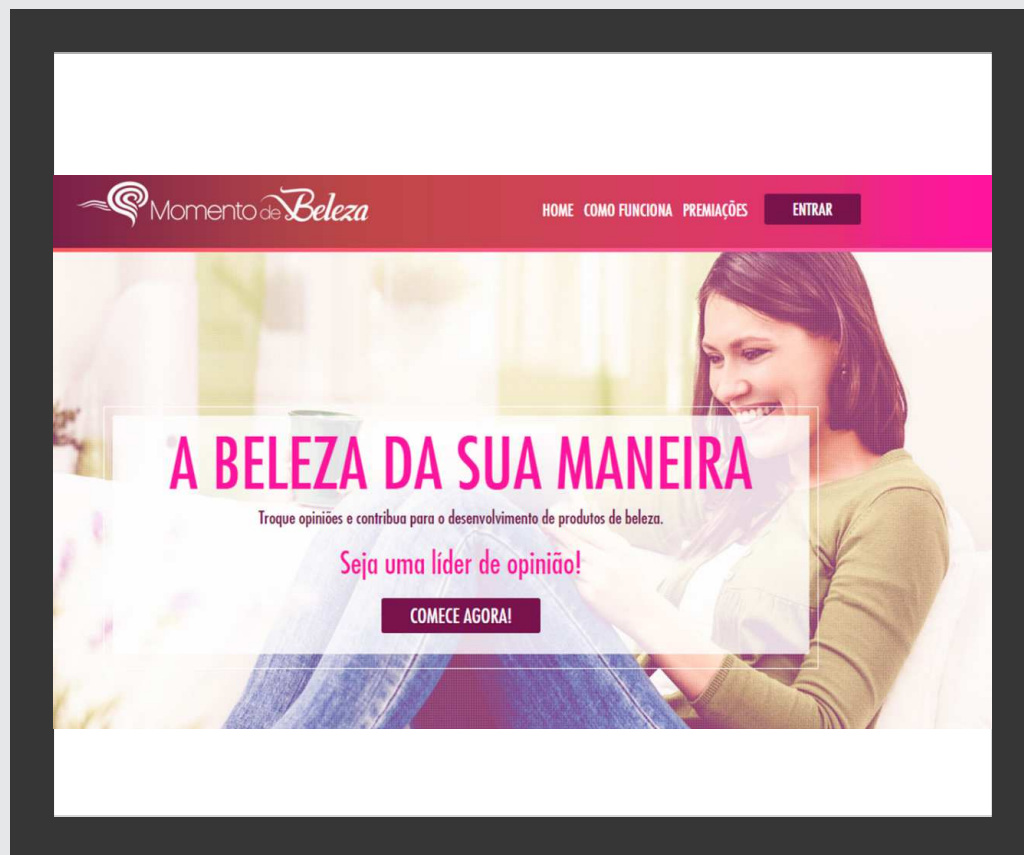 Momento de Beleza
HOME COMO FUNCIONA PREMIAÇÕES ENTRAR
A BELEZA DA SUA MANEIRA
Troque opiniões e contribua para o desenvolvimento de produtos de beleza.
Seja uma líder de opinião!
COMECE AGORA!